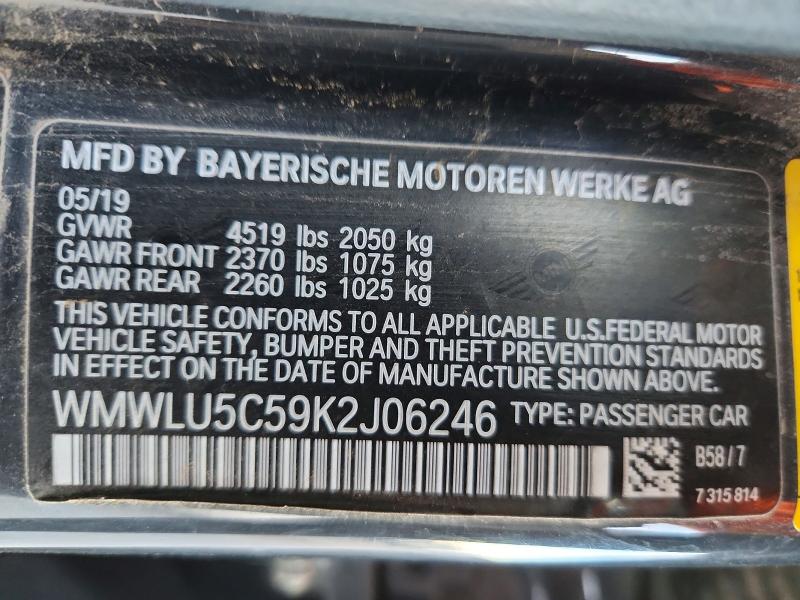 MFD BY BAYERISCHE MOTOREN WERKE AG
05/19
GVWR 4519 lbs 2050 kg
GAWR FRONT 2370 lbs 1075 kg
GAWR REAR 2260 lbs 1025 kg
THIS VEHICLE CONFORMS TO ALL APPLICABLE U.S.FEDERAL MOTOR
VEHICLE SAFETY, BUMPER AND THEFT PREVENTION STANDARDS
IN EFFECT ON THE DATE OF MANUFACTURE SHOWN ABOVE.
WMWLU5C59K2J06246 TYPE: PASSENGER CAR
B58/7
7 315 814